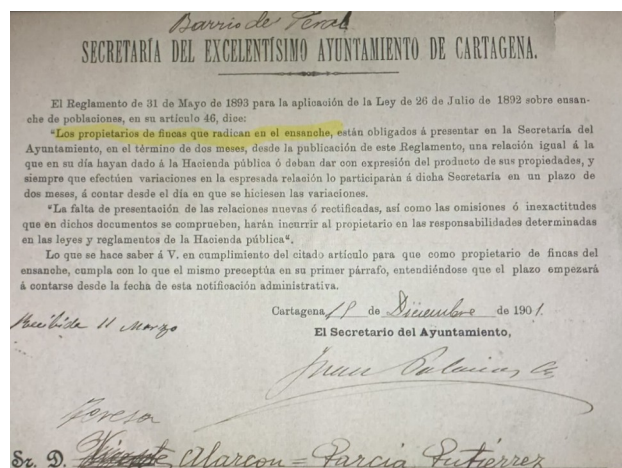 Barrio de Peral
SECRETARÍA DEL EXCELENTÍSIMO AYUNTAMIENTO DE CARTAGENA.
El Reglamento de 31 de Mayo de 1893 para la aplicación de la Ley de 26 de Julio de 1892 sobre ensan-
che de poblaciones, en su artículo 46, dice:
"Los propietarios de fincas que radican en el ensanche, están obligados á presentar en la Secretaría del
Ayuntamiento, en el término de dos meses, desde la publicación de este Reglamento, una relación igual á la
que en su día hayan dado á la Hacienda pública ó deban dar con expresión del producto de sus propiedades, y
siempre que efectúen variaciones en la espresada relación lo participarán á dicha Secretaría en un plazo de
dos meses, á contar desde el día en que se hiciesen las variaciones.
"La falta de presentación de las relaciones nuevas ó rectificadas, así como las omisiones ó inexactitudes
que en dichos documentos se comprueben, harán incurrir al propietario en las responsabilidades determinadas
en las leyes y reglamentos de la Hacienda pública".
Lo que se hace saber á V. en cumplimiento del citado artículo para que como propietario de fincas del
ensanche, cumpla con lo que el mismo preceptúa en su primer párrafo, entendiéndose que el plazo empezará
á contarse desde la fecha de esta notificación administrativa.
Cartagena de Diciembre de 1901.
Recibida 11 Marzo
El Secretario del Ayuntamiento,
Juan
Teresa
Sr. D. Vicente Alarcon = Garcia Gutiérrez